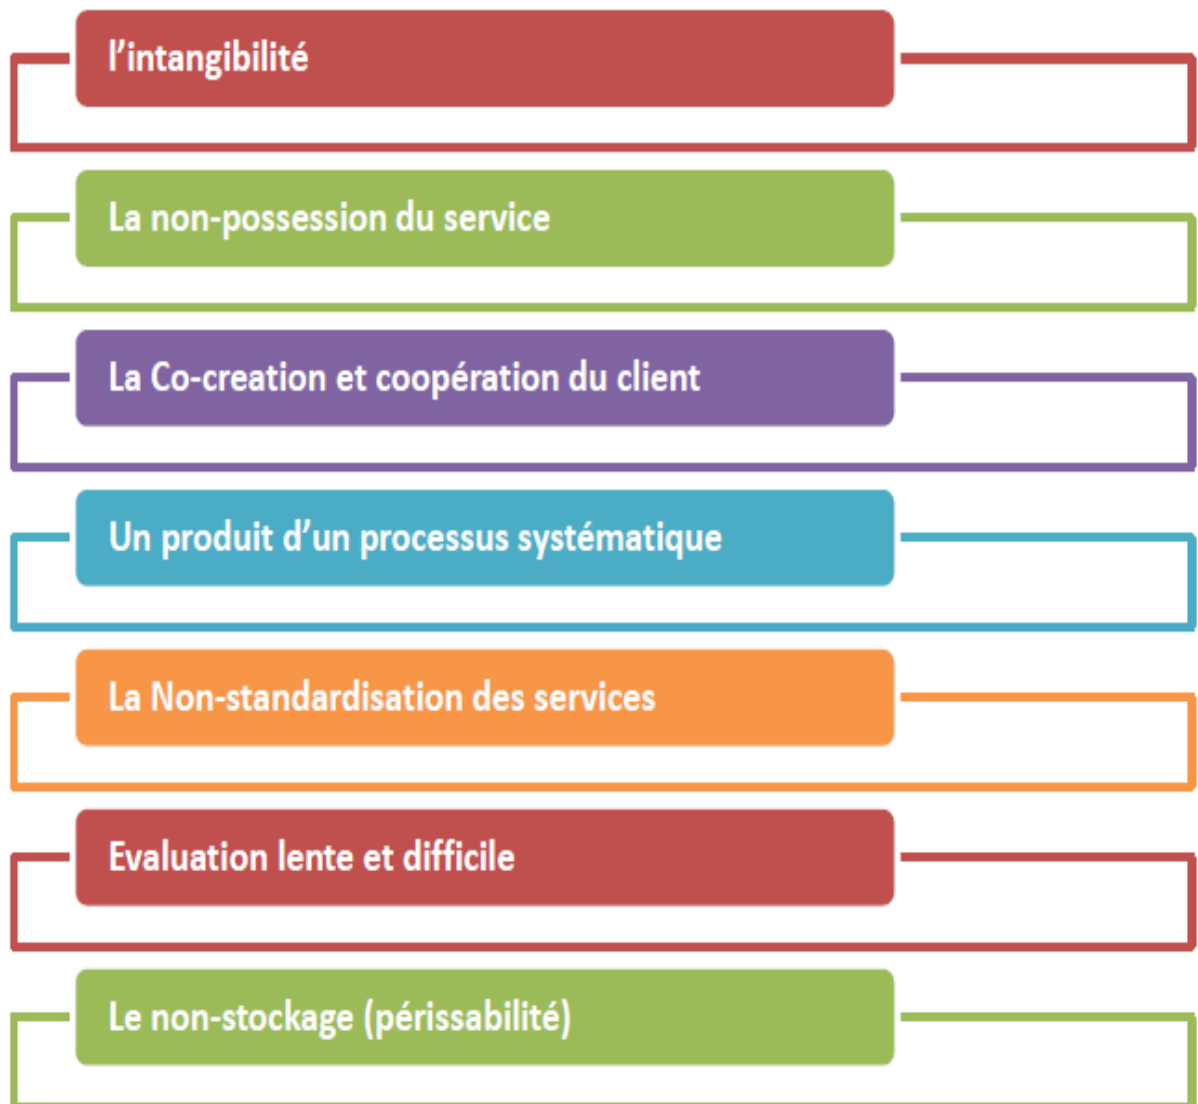 l’intangibilité
La non-possession du service
La Co-creation et coopération du client
Un produit d’un processus systématique
La Non-standardisation des services
Evaluation lente et difficile
Le non-stockage (périssabilité)